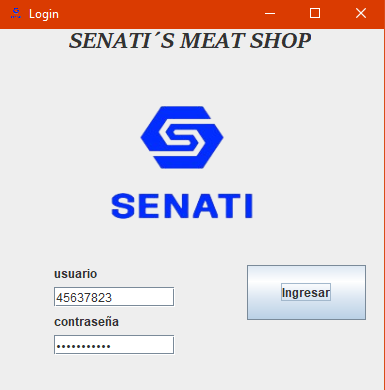 Login
SENATI´S MEAT SHOP
SENATI
usuario
45637823
Ingresar
contraseña
•••••••••••